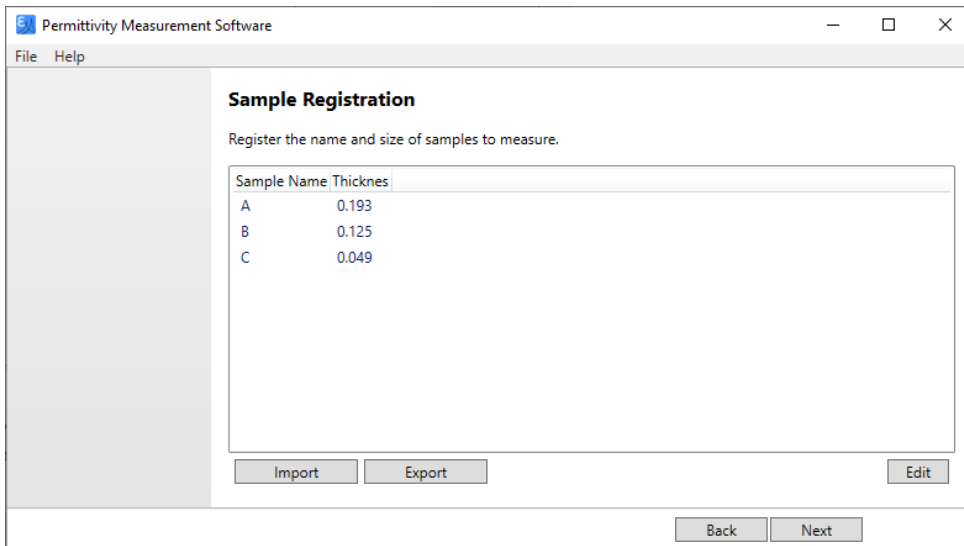 Permittivity Measurement Software
File Help
Sample Registration
Register the name and size of samples to measure.
Sample Name Thicknes
A 0.193
B 0.125
C 0.049
Import Export Edit
Back Next